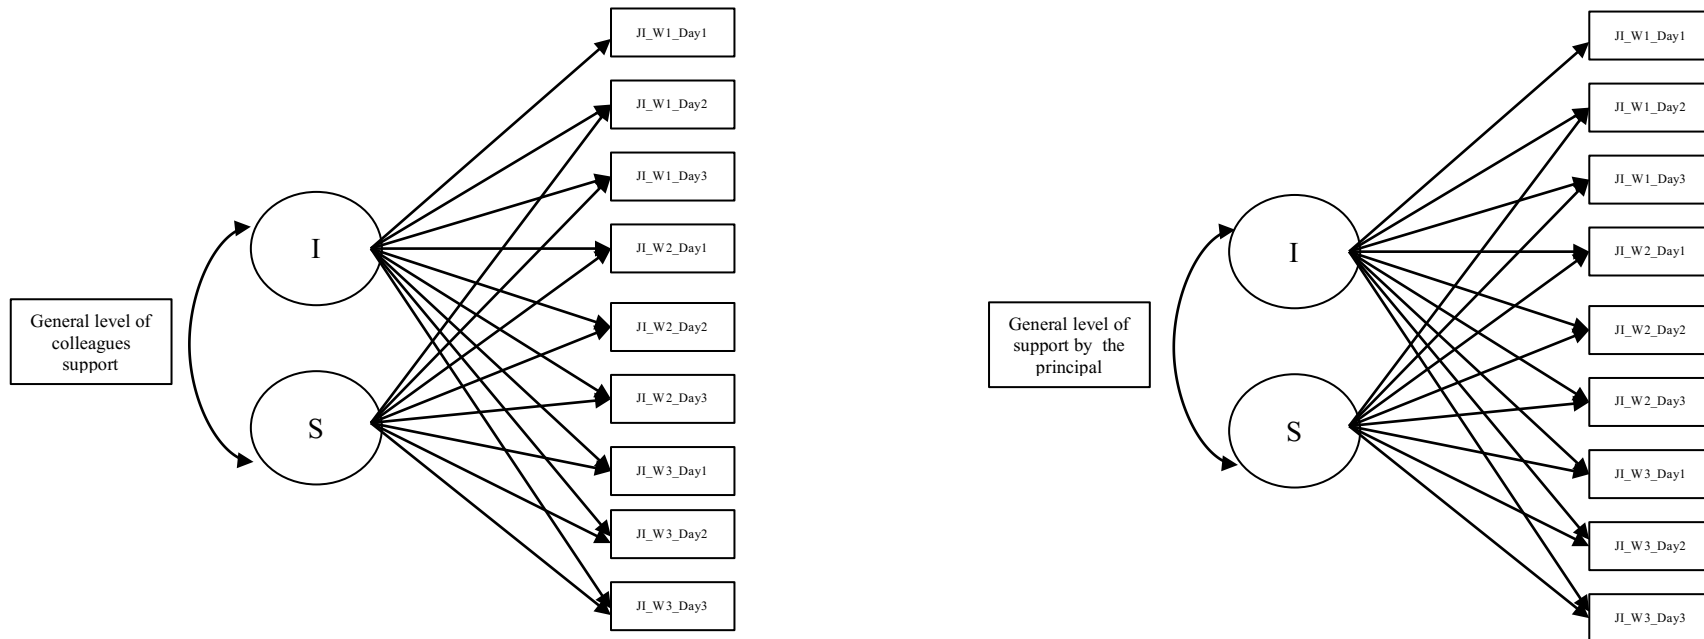 JI_W1_Day1
JI_W1_Day2
JI_W1_Day3
JI_W2_Day1
JI_W2_Day2
JI_W2_Day3
JI_W3_Day1
JI_W3_Day2
JI_W3_Day3
I
S
General level of
colleagues
support
JI_W1_Day1
JI_W1_Day2
JI_W1_Day3
JI_W2_Day1
JI_W2_Day2
JI_W2_Day3
JI_W3_Day1
JI_W3_Day2
JI_W3_Day3
I
S
General level of
support by the
principal